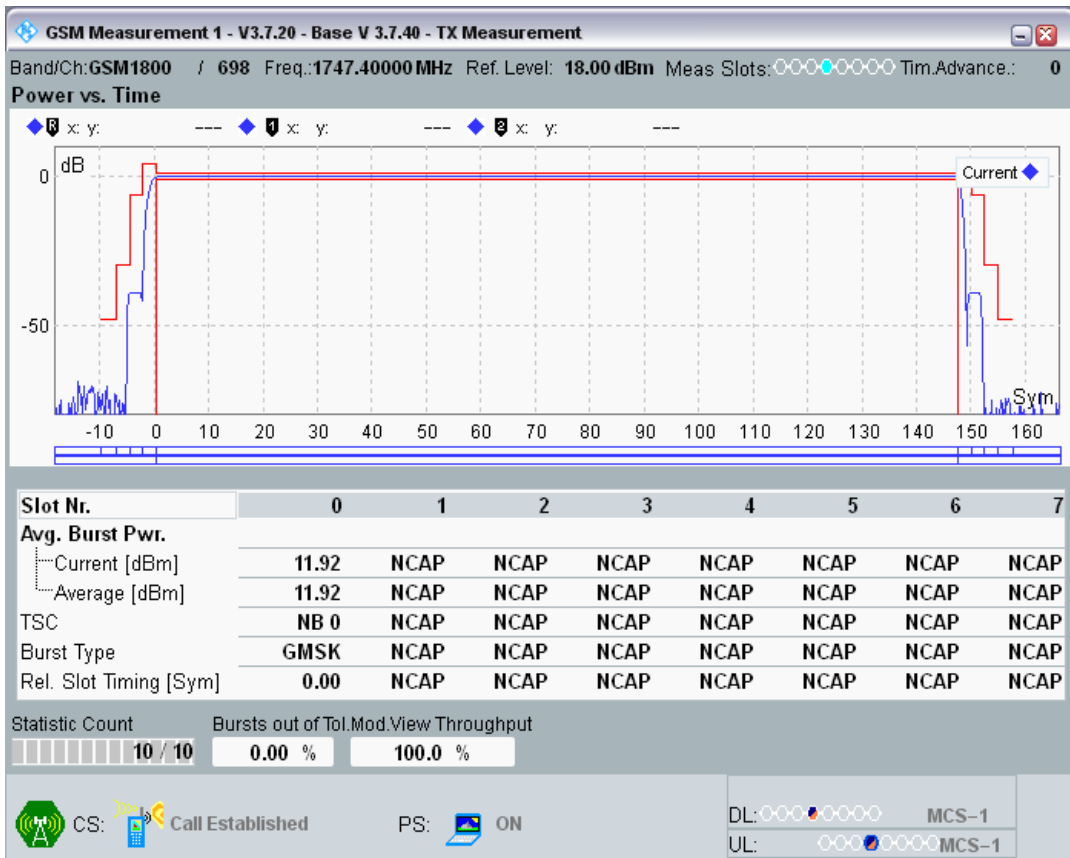 GSM Measurement 1 - V3.7.20 - Base V 3.7.40 - TX Measurement
Band/Ch:GSM1800 / 698 Freq.:1747.40000 MHz Ref. Level: 18.00 dBm Meas Slots: Tim.Advance.: 0
Power vs. Time
R x: y: --- 1 x: y: --- 2 x: y: ---
dB
Current
0
-50
Sym
-10 0 10 20 30 40 50 60 70 80 90 100 110 120 130 140 150 160
Slot Nr. 0 1 2 3 4 5 6 7
Avg. Burst Pwr.
Current [dBm] 11.92 NCAP NCAP NCAP NCAP NCAP NCAP NCAP
Average [dBm] 11.92 NCAP NCAP NCAP NCAP NCAP NCAP NCAP
TSC NB 0 NCAP NCAP NCAP NCAP NCAP NCAP NCAP
Burst Type GMSK NCAP NCAP NCAP NCAP NCAP NCAP NCAP
Rel. Slot Timing [Sym] 0.00 NCAP NCAP NCAP NCAP NCAP NCAP NCAP
Statistic Count Bursts out of Tol.Mod.View Throughput
10 / 10 0.00 % 100.0 %
CS: Call Established PS: ON
DL: MCS-1
UL: MCS-1